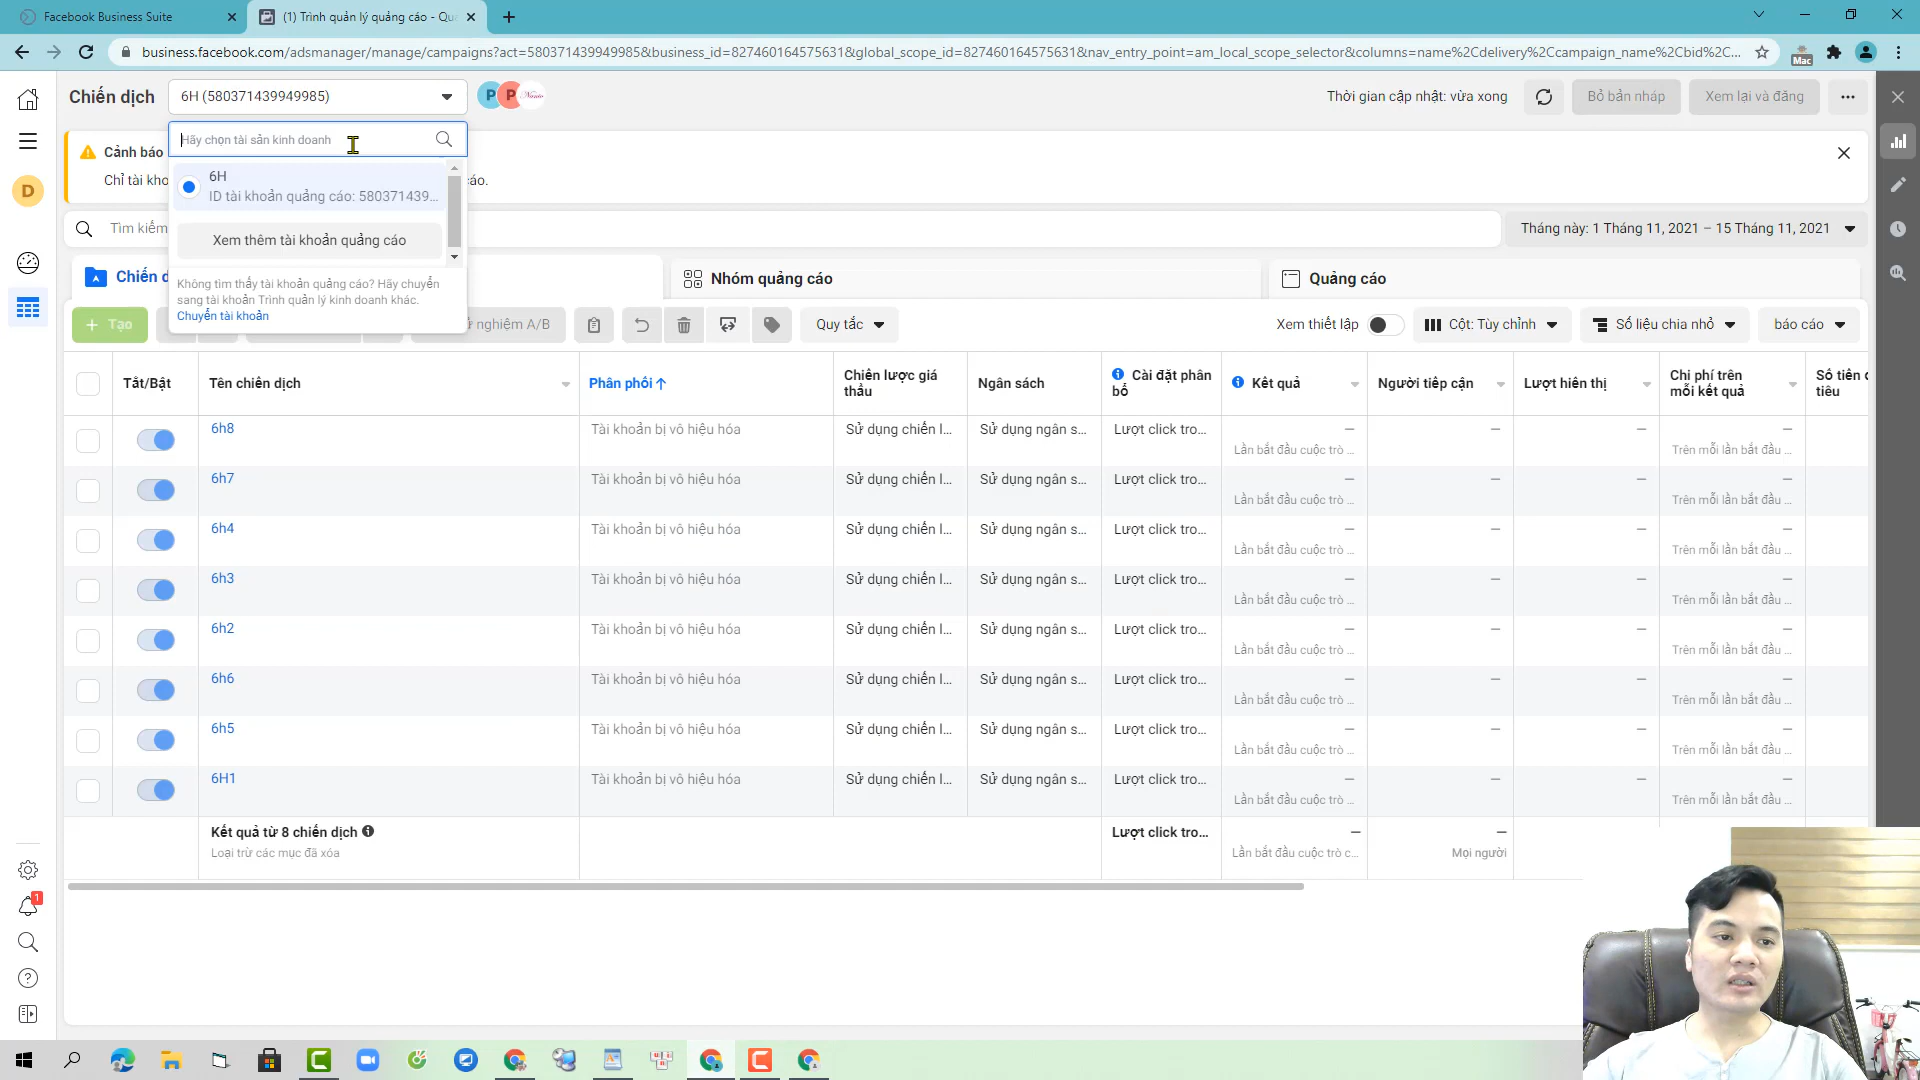 Facebook Business Suite
(1) Trình quản lý quảng cáo - Qu
business.facebook.com/adsmanager/manage/campaigns?act=580371439949985&business_id=827460164575631&global_scope_id=827460164575631&nav_entry_point=am_local_scope_selector&columns=name%2Cdelivery%2Ccampaign_name%2Cbid%2C...
Mac
Chiến dịch
6H (580371439949985)
P
P
Thời gian cập nhật: vừa xong
Bỏ bản nháp
Xem lại và đăng
Hãy chọn tài sản kinh doanh
Cảnh báo
Chỉ tài kho
áo.
6H
ID tài khoản quảng cáo: 580371439...
Xem thêm tài khoản quảng cáo
Không tìm thấy tài khoản quảng cáo? Hãy chuyển
sang tài khoản Trình quản lý kinh doanh khác.
Chuyển tài khoản
D
Tìm kiếm
Tháng này: 1 Tháng 11, 2021 – 15 Tháng 11, 2021
Chiến d
Nhóm quảng cáo
Quảng cáo
+ Tạo
ử nghiệm A/B
Quy tắc
Xem thiết lập
Cột: Tùy chỉnh
Số liệu chia nhỏ
báo cáo
Tắt/Bật
Tên chiến dịch
Phân phối↑
Chiến lược giá
thầu
Ngân sách
Cài đặt phân
bổ
Kết quả
Người tiếp cận
Lượt hiển thị
Chi phí trên
mỗi kết quả
Số tiền c
tiêu
6h8
Tài khoản bị vô hiệu hóa
Sử dụng chiến l...
Sử dụng ngân s...
Lượt click tro...
—
—
—
—
Lần bắt đầu cuộc trò ...
Trên mỗi lần bắt đầu ...
6h7
Tài khoản bị vô hiệu hóa
Sử dụng chiến l...
Sử dụng ngân s...
Lượt click tro...
—
—
—
—
Lần bắt đầu cuộc trò ...
Trên mỗi lần bắt đầu ...
6h4
Tài khoản bị vô hiệu hóa
Sử dụng chiến l...
Sử dụng ngân s...
Lượt click tro...
—
—
—
—
Lần bắt đầu cuộc trò ...
Trên mỗi lần bắt đầu ...
6h3
Tài khoản bị vô hiệu hóa
Sử dụng chiến l...
Sử dụng ngân s...
Lượt click tro...
—
—
—
—
Lần bắt đầu cuộc trò ...
Trên mỗi lần bắt đầu ...
6h2
Tài khoản bị vô hiệu hóa
Sử dụng chiến l...
Sử dụng ngân s...
Lượt click tro...
—
—
—
—
Lần bắt đầu cuộc trò ...
Trên mỗi lần bắt đầu ...
6h6
Tài khoản bị vô hiệu hóa
Sử dụng chiến l...
Sử dụng ngân s...
Lượt click tro...
—
—
—
—
Lần bắt đầu cuộc trò ...
Trên mỗi lần bắt đầu ...
6h5
Tài khoản bị vô hiệu hóa
Sử dụng chiến l...
Sử dụng ngân s...
Lượt click tro...
—
—
—
—
Lần bắt đầu cuộc trò ...
Trên mỗi lần bắt đầu ...
6H1
Tài khoản bị vô hiệu hóa
Sử dụng chiến l...
Sử dụng ngân s...
Lượt click tro...
—
—
—
—
Lần bắt đầu cuộc trò ...
Trên mỗi lần bắt đầu ...
Kết quả từ 8 chiến dịch
Loại trừ các mục đã xóa
Lượt click tro...
—
—
Lần bắt đầu cuộc trò c...
Mọi người
1